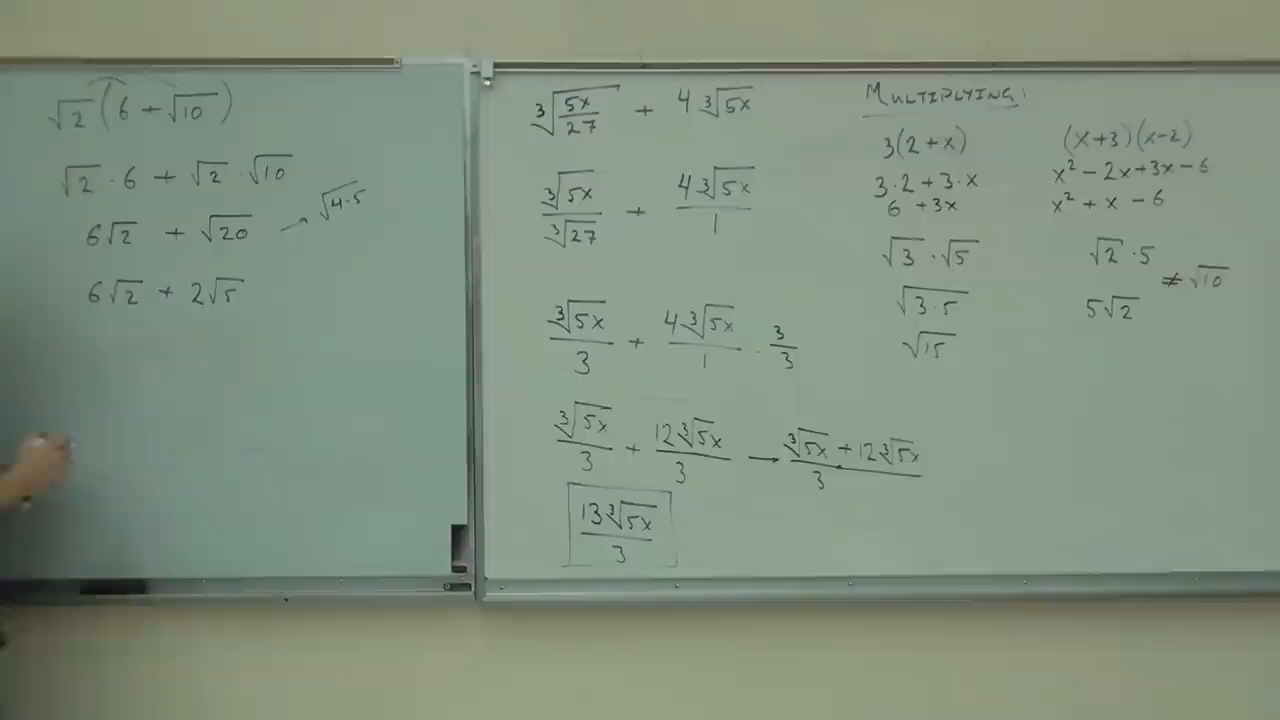 √2(6 + √10)
√2 · 6 + √2 · √10
6√2 + √20 → √4·5
6√2 + 2√5
∛(5x/27) + 4∛5x
∛5x/∛27 + 4∛5x/1
∛5x/3 + 4∛5x/1 · 3/3
∛5x/3 + 12∛5x/3 → ∛5x + 12∛5x/3
13∛5x/3
MULTIPLYING:
3(2 + x)
3·2 + 3·x
6 + 3x
√3 · √5
√3·5
√15
(x+3)(x-2)
x² - 2x + 3x - 6
x² + x - 6
√2 · 5
≠ √10
5√2